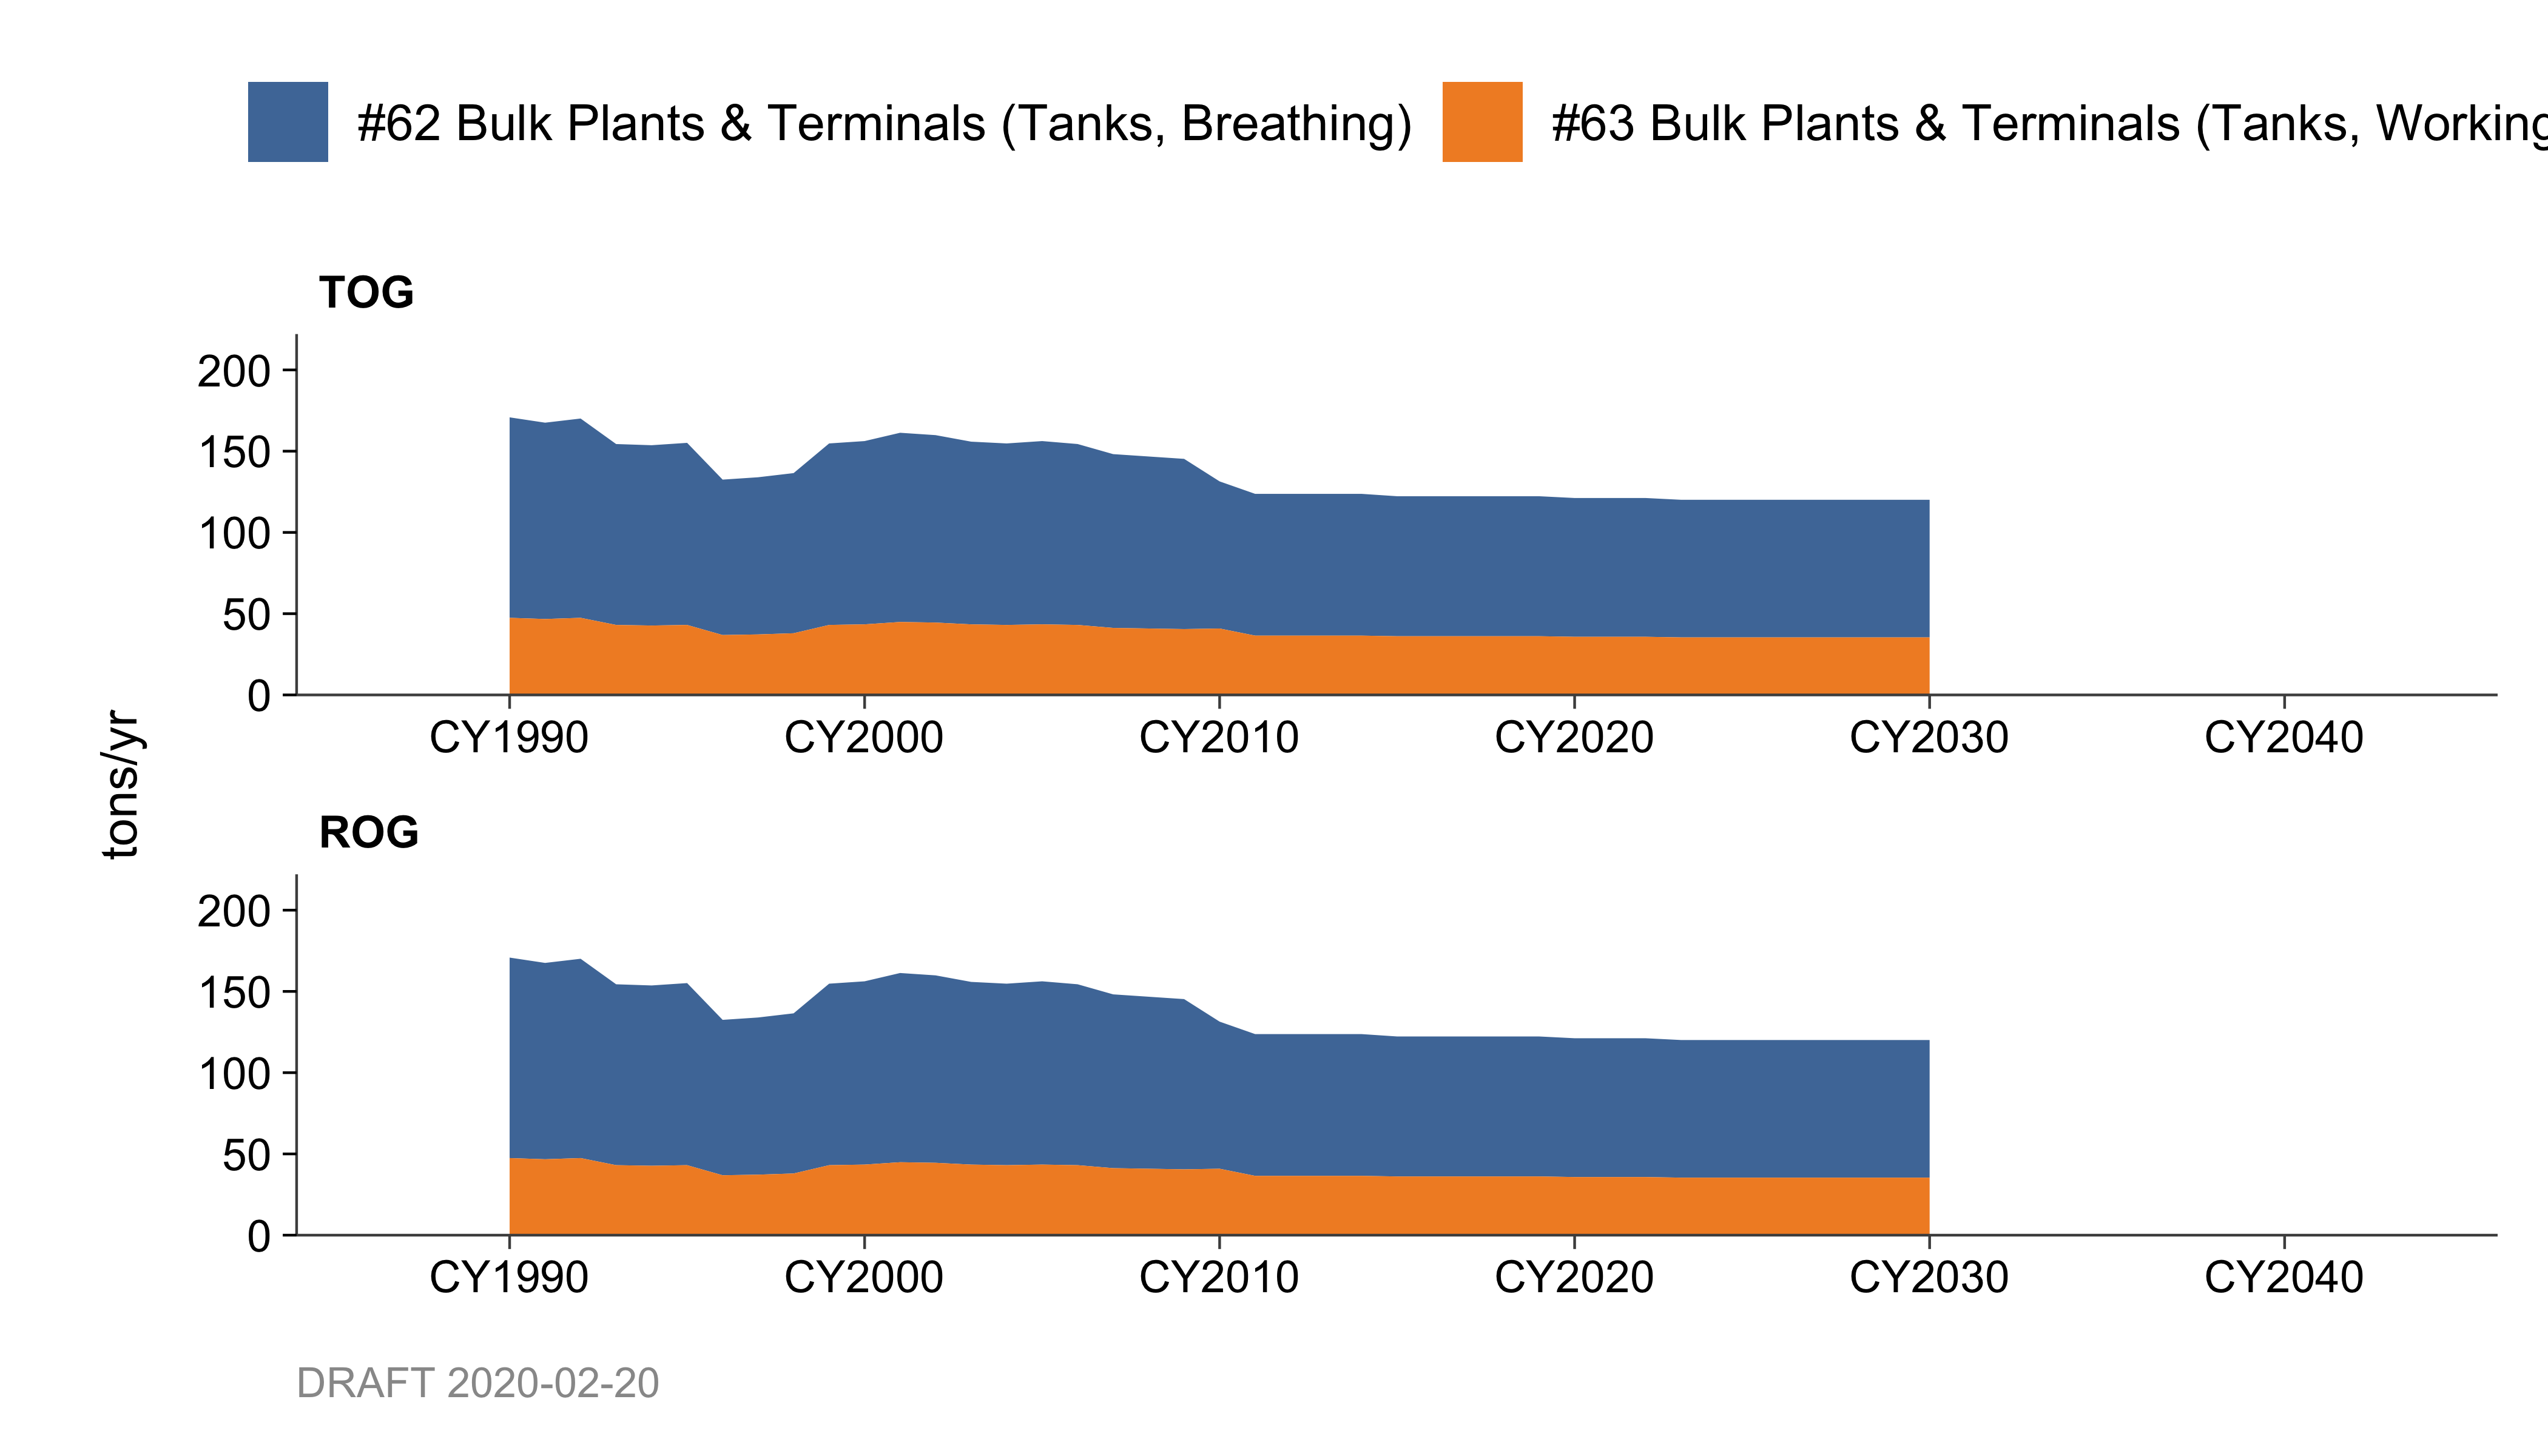 #62 Bulk Plants & Terminals (Tanks, Breathing) #63 Bulk Plants & Terminals (Tanks, Working
TOG
200
150
100
50
0
CY1990 CY2000 CY2010 CY2020 CY2030 CY2040
tons/yr
ROG
200
150
100
50
0
CY1990 CY2000 CY2010 CY2020 CY2030 CY2040
DRAFT 2020-02-20